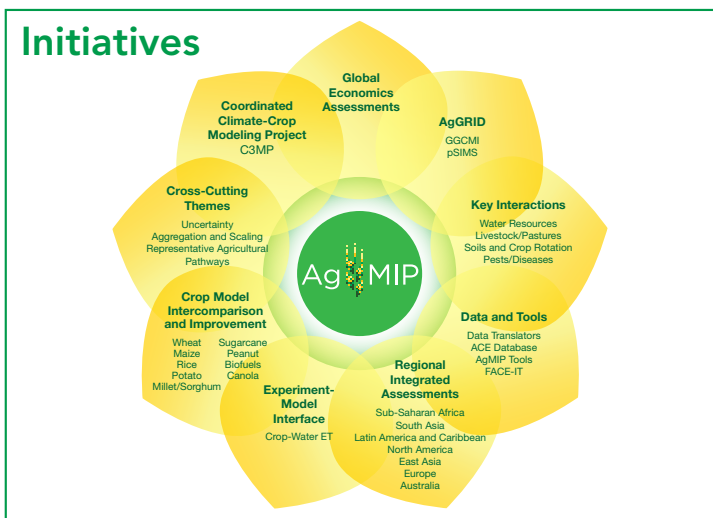 Initiatives
Global
Economics
Assessments
AgGRID
GGCMI
pSIMS
Key Interactions
Water Resources
Livestock/Pastures
Soils and Crop Rotation
Pests/Diseases
Data and Tools
Data Translators
ACE Database
AgMIP Tools
FACE-IT
Regional
Integrated
Assessments
Sub-Saharan Africa
South Asia
Latin America and Caribbean
North America
East Asia
Europe
Australia
Experiment-
Model
Interface
Crop-Water ET
Crop Model
Intercomparison
and Improvement
Wheat
Maize
Rice
Potato
Millet/Sorghum
Sugarcane
Peanut
Biofuels
Canola
Cross-Cutting
Themes
Uncertainty
Aggregation and Scaling
Representative Agricultural
Pathways
Coordinated
Climate-Crop
Modeling Project
C3MP
AgMIP